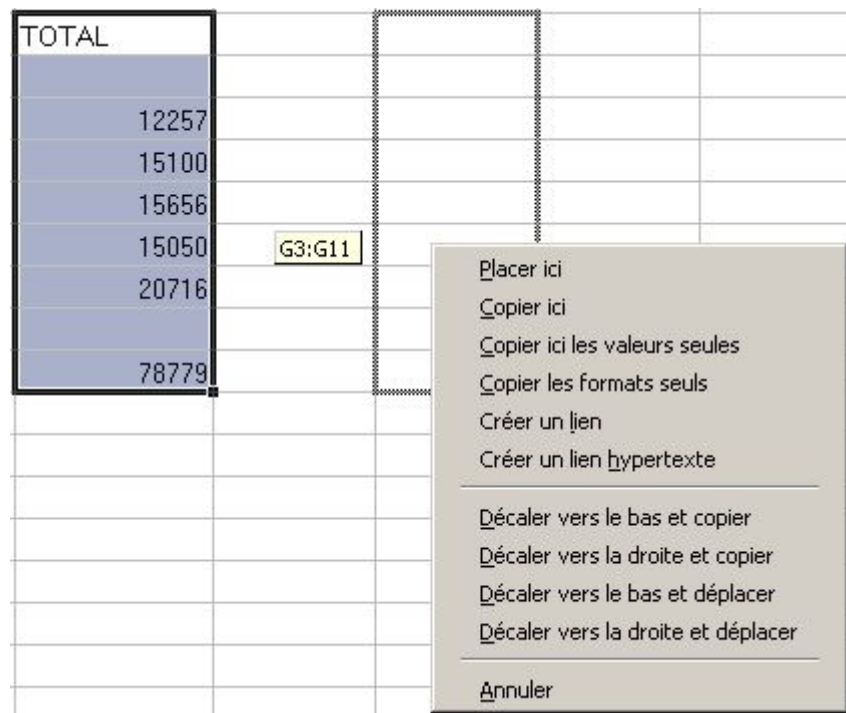 TOTAL
12257
15100
15656
15050
20716
78779
G3:G11
Placer ici
Copier ici
Copier ici les valeurs seules
Copier les formats seuls
Créer un lien
Créer un lien hypertexte
Décaler vers le bas et copier
Décaler vers la droite et copier
Décaler vers le bas et déplacer
Décaler vers la droite et déplacer
Annuler